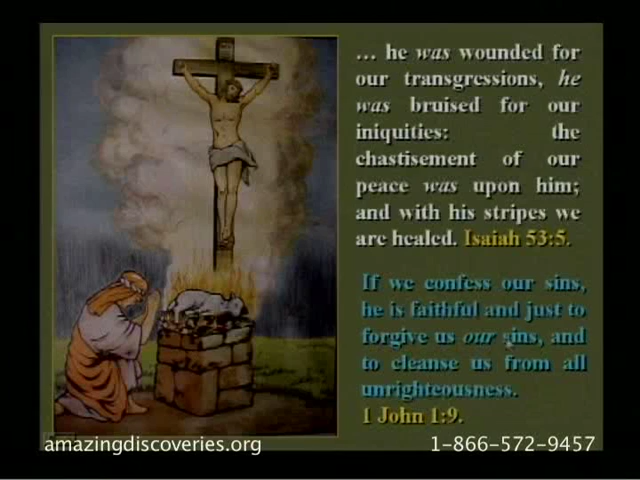 ... he was wounded for
our transgressions, he
was bruised for our
iniquities: the
chastisement of our
peace was upon him;
and with his stripes we
are healed. Isaiah 53:5.
If we confess our sins,
he is faithful and just to
forgive us our sins, and
to cleanse us from all
unrighteousness.
1 John 1:9.
amazingdiscoveries.org 1-866-572-9457